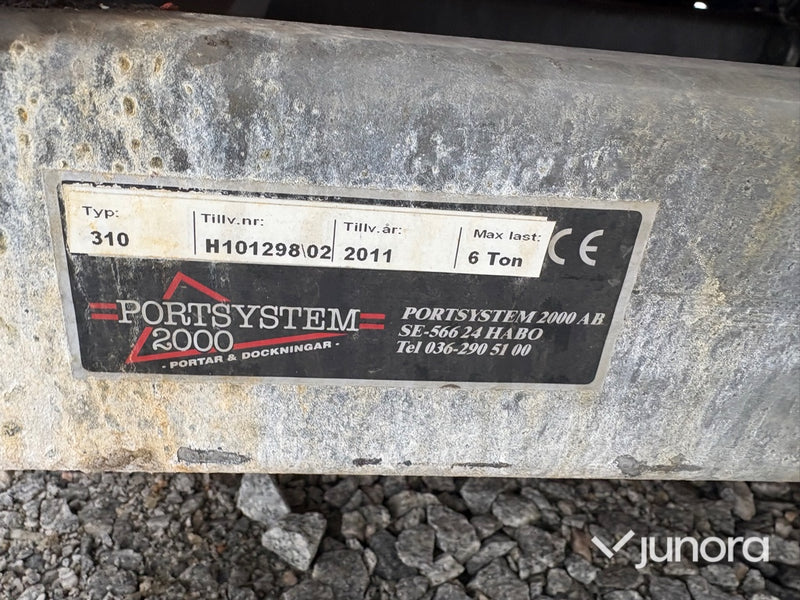 Typ: Tillv.nr: Tillv.år: Max last:
310 H101298\02 2011 6 Ton
CE
PORTSYSTEM
2000
- PORTAR & DOCKNINGAR -
PORTSYSTEM 2000 AB
SE-566 24 HABO
Tel 036-290 51 00
junora